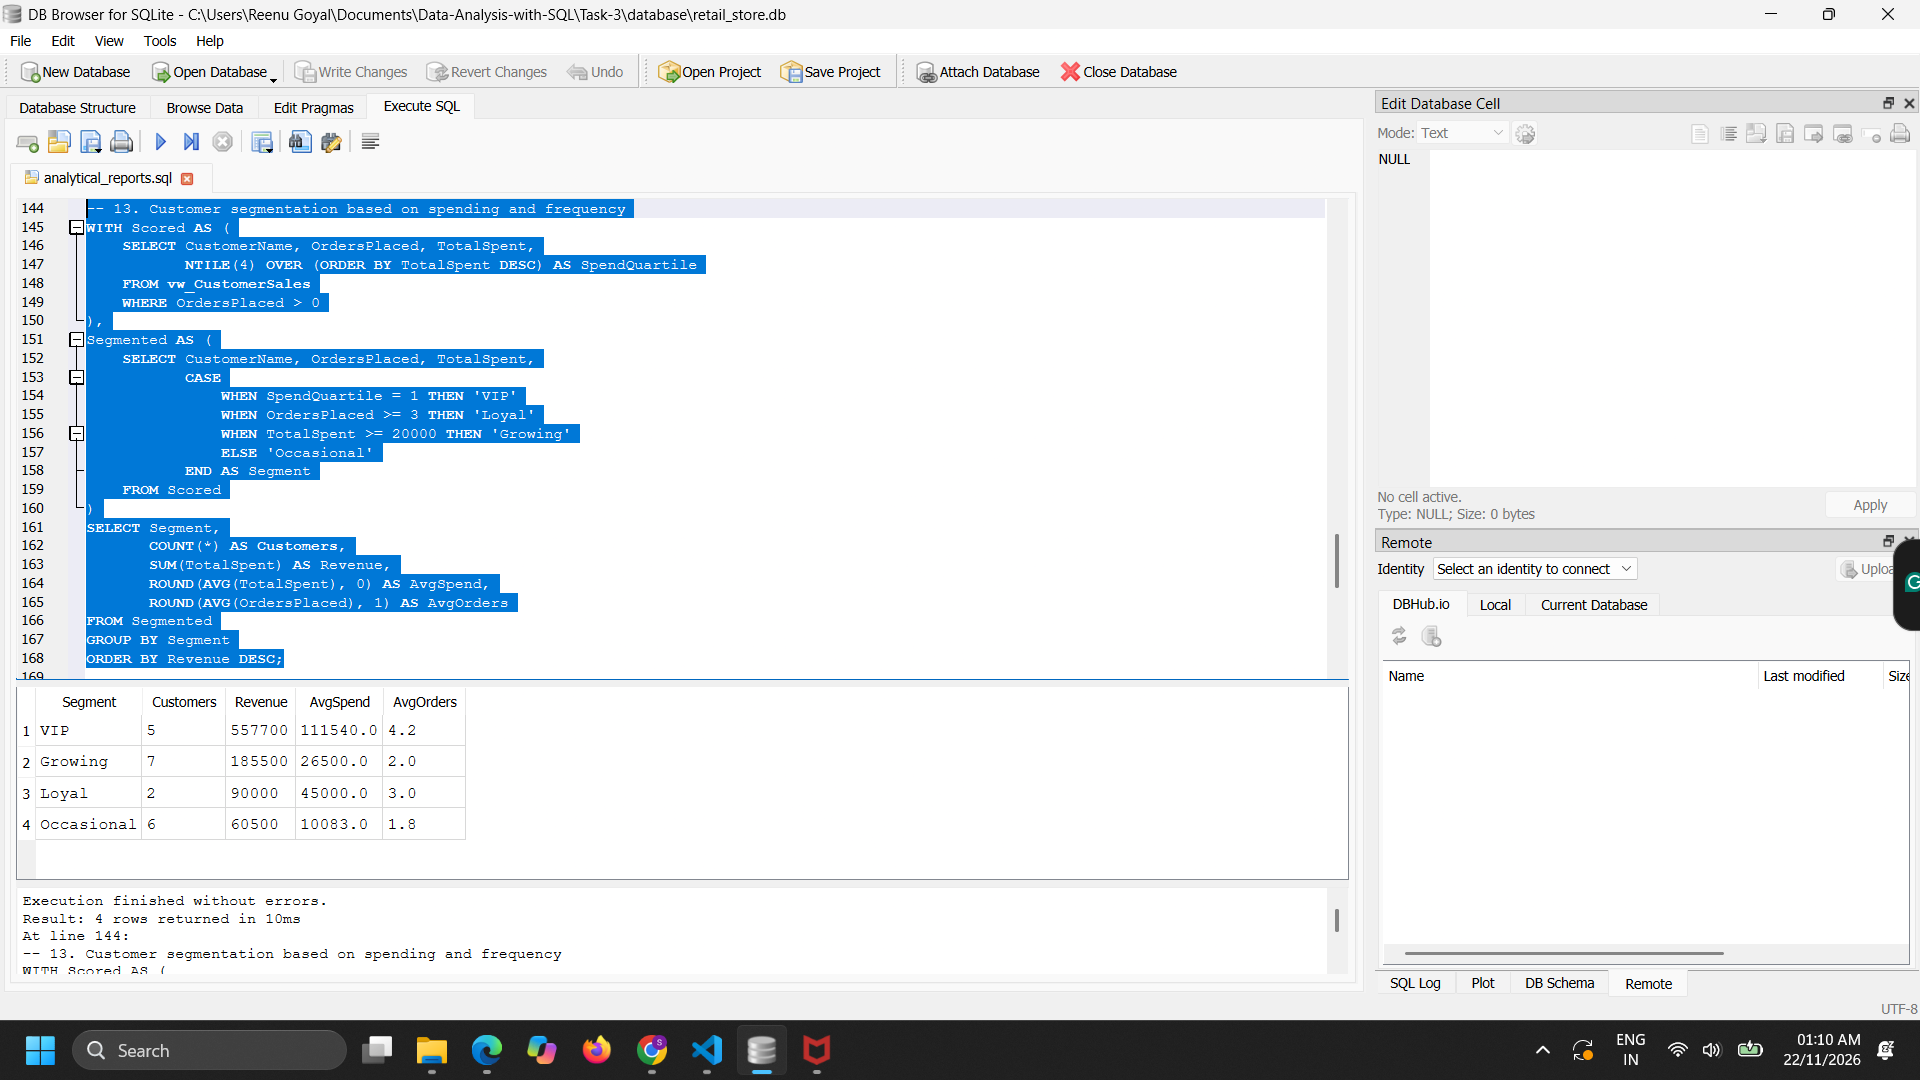 DB Browser for SQLite - C:\Users\Reenu Goyal\Documents\Data-Analysis-with-SQL\Task-3\database\retail_store.db
File Edit View Tools Help
New Database Open Database Write Changes Revert Changes Undo Open Project Save Project Attach Database Close Database
Database Structure Browse Data Edit Pragmas Execute SQL
analytical_reports.sql
144 -- 13. Customer segmentation based on spending and frequency
145 WITH Scored AS (
146 SELECT CustomerName, OrdersPlaced, TotalSpent,
147 NTILE(4) OVER (ORDER BY TotalSpent DESC) AS SpendQuartile
148 FROM vw_CustomerSales
149 WHERE OrdersPlaced > 0
150 ),
151 Segmented AS (
152 SELECT CustomerName, OrdersPlaced, TotalSpent,
153 CASE
154 WHEN SpendQuartile = 1 THEN 'VIP'
155 WHEN OrdersPlaced >= 3 THEN 'Loyal'
156 WHEN TotalSpent >= 20000 THEN 'Growing'
157 ELSE 'Occasional'
158 END AS Segment
159 FROM Scored
160 )
161 SELECT Segment,
162 COUNT(*) AS Customers,
163 SUM(TotalSpent) AS Revenue,
164 ROUND(AVG(TotalSpent), 0) AS AvgSpend,
165 ROUND(AVG(OrdersPlaced), 1) AS AvgOrders
166 FROM Segmented
167 GROUP BY Segment
168 ORDER BY Revenue DESC;
169
Segment Customers Revenue AvgSpend AvgOrders
1 VIP 5 557700 111540.0 4.2
2 Growing 7 185500 26500.0 2.0
3 Loyal 2 90000 45000.0 3.0
4 Occasional 6 60500 10083.0 1.8
Execution finished without errors.
Result: 4 rows returned in 10ms
At line 144:
-- 13. Customer segmentation based on spending and frequency
WITH Scored AS (
Edit Database Cell
Mode: Text
NULL
No cell active.
Type: NULL; Size: 0 bytes
Apply
Remote
Identity Select an identity to connect
DBHub.io Local Current Database
Name Last modified
SQL Log Plot DB Schema Remote
UTF-8
Search
ENG
IN
01:10 AM
22/11/2026